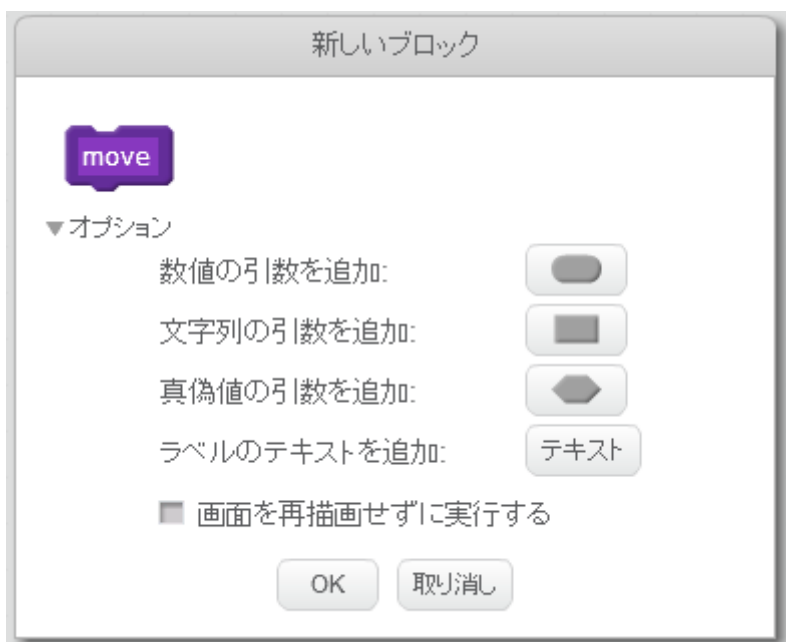 新しいブロック
move
▼オプション
数値の引数を追加:
文字列の引数を追加:
真偽値の引数を追加:
ラベルのテキストを追加: テキスト
画面を再描画せずに実行する
OK 取り消し